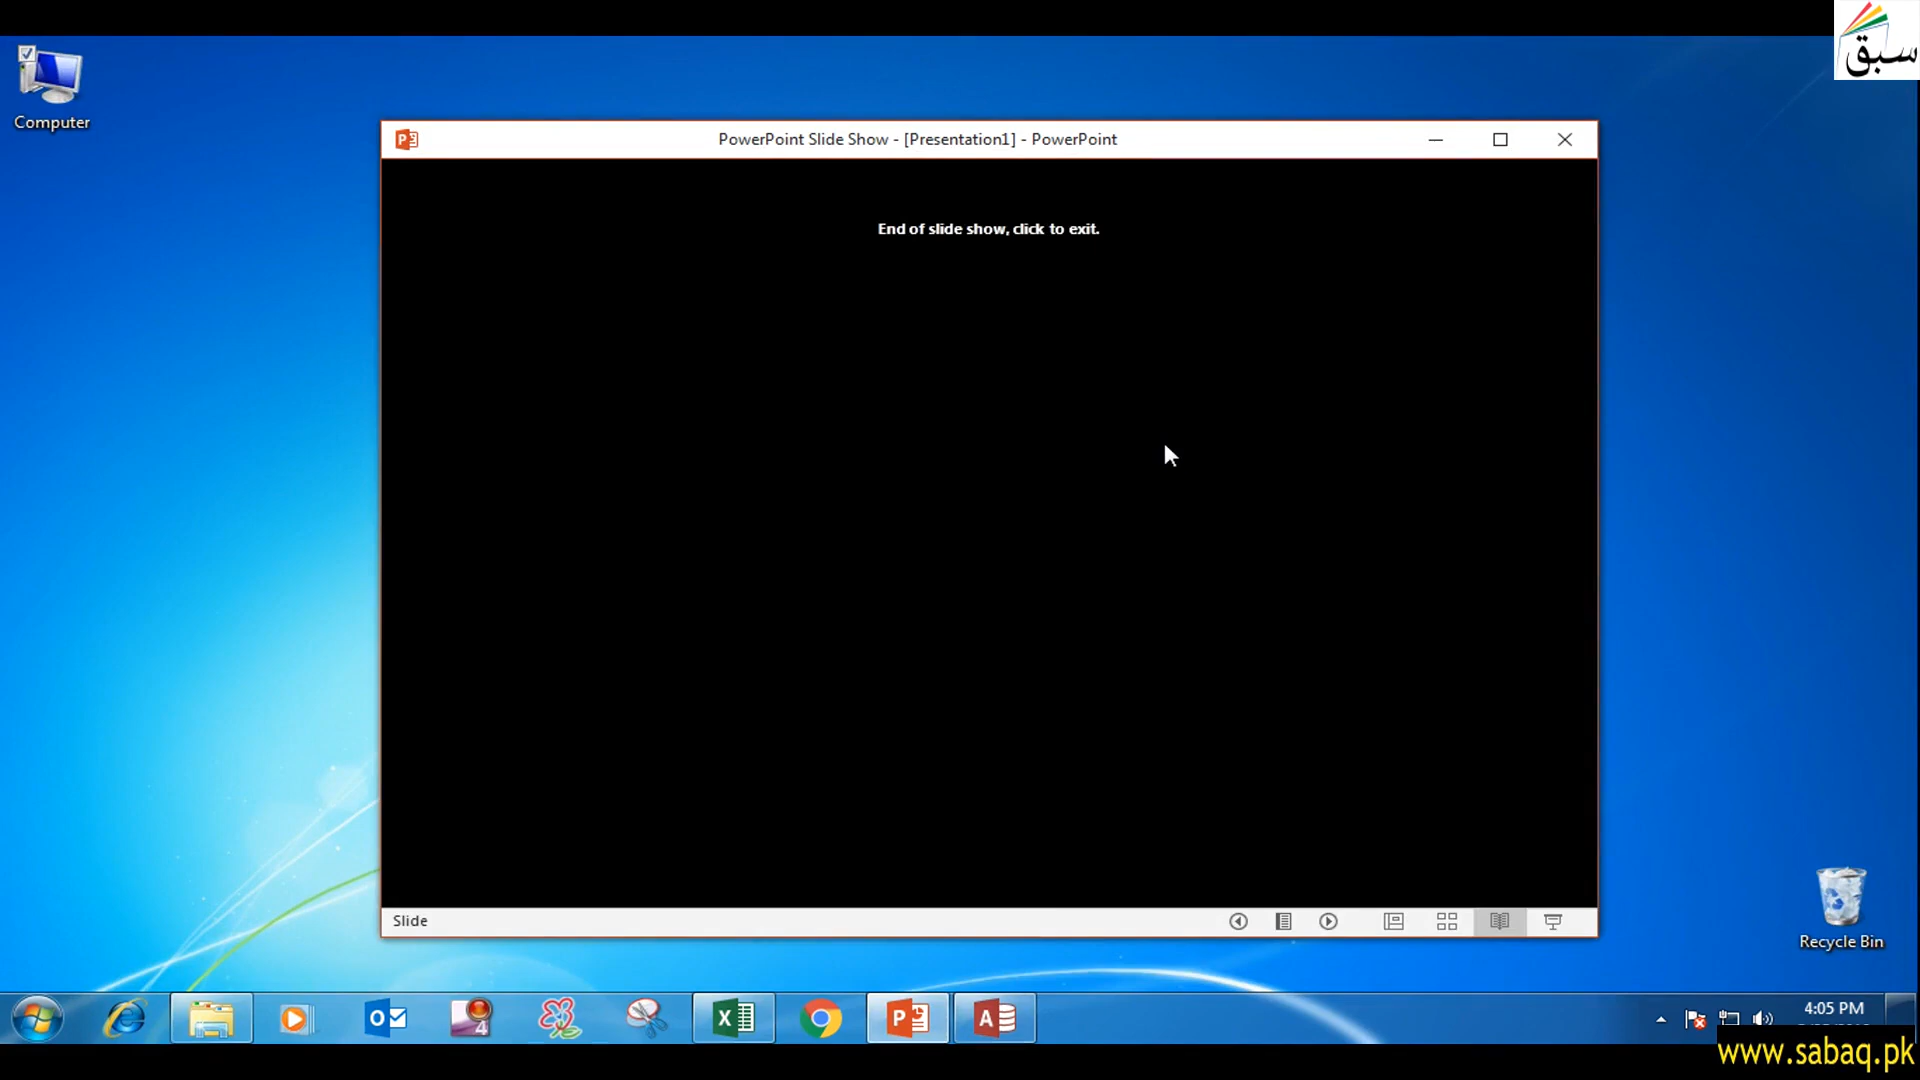 سبق
Computer
PowerPoint Slide Show - [Presentation1] - PowerPoint
End of slide show, click to exit.
Slide
Recycle Bin
4:05 PM
www.sabaq.pk